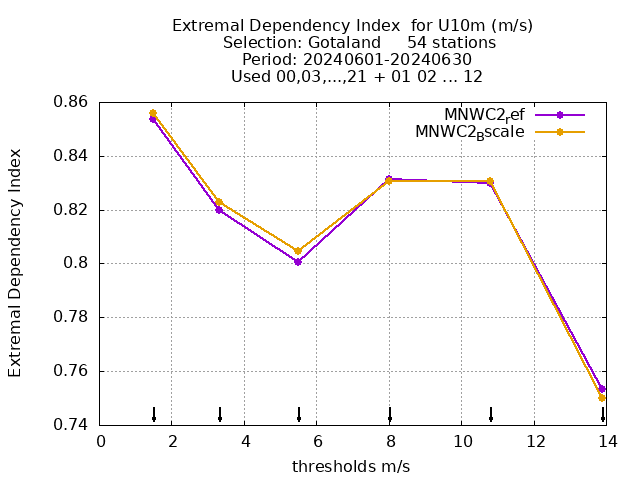 Extremal Dependency Index  for U10m (m/s)
Selection: Gotaland     54 stations
Period: 20240601-20240630
Used 00,03,...,21 + 01 02 ... 12
MNWC2ref
MNWC2Bscale
Extremal Dependency Index
0.86
0.84
0.82
0.8
0.78
0.76
0.74
0 2 4 6 8 10 12 14
thresholds m/s